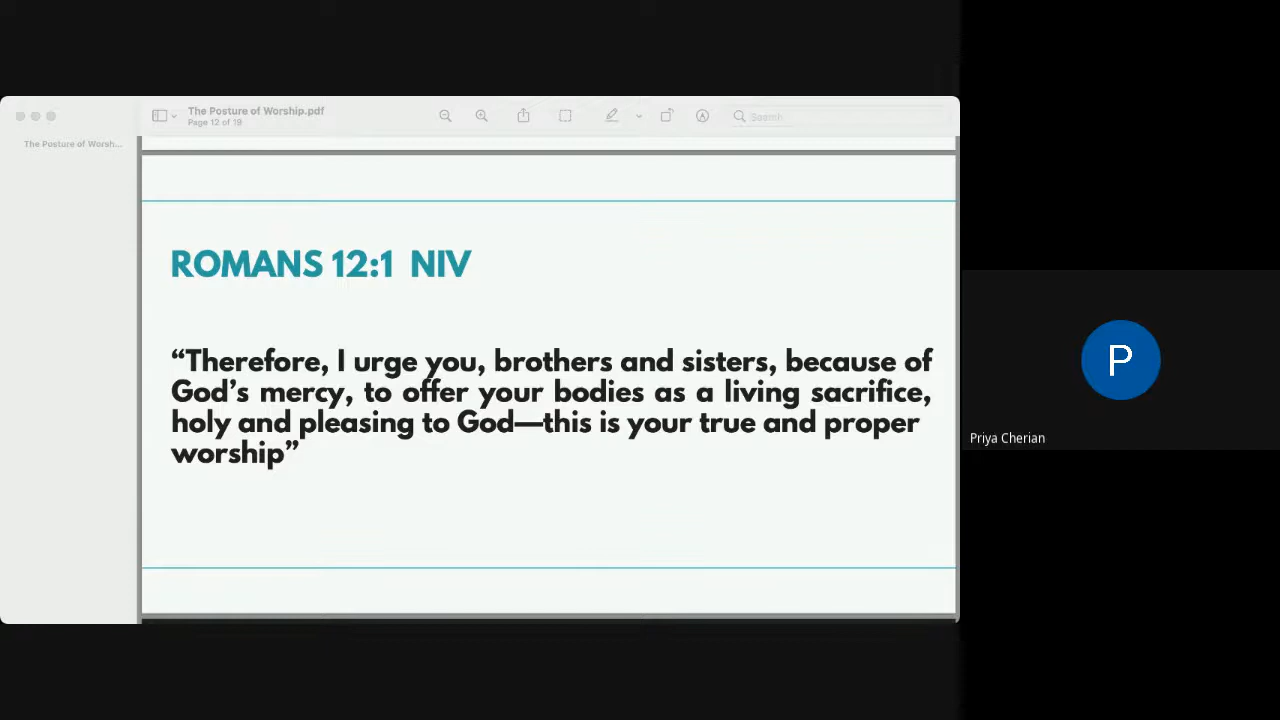 The Posture of Worship.pdf
Page 12 of 19
Search
The Posture of Worsh...
ROMANS 12:1 NIV
“Therefore, I urge you, brothers and sisters, because of
God’s mercy, to offer your bodies as a living sacrifice,
holy and pleasing to God—this is your true and proper
worship”
P
Priya Cherian